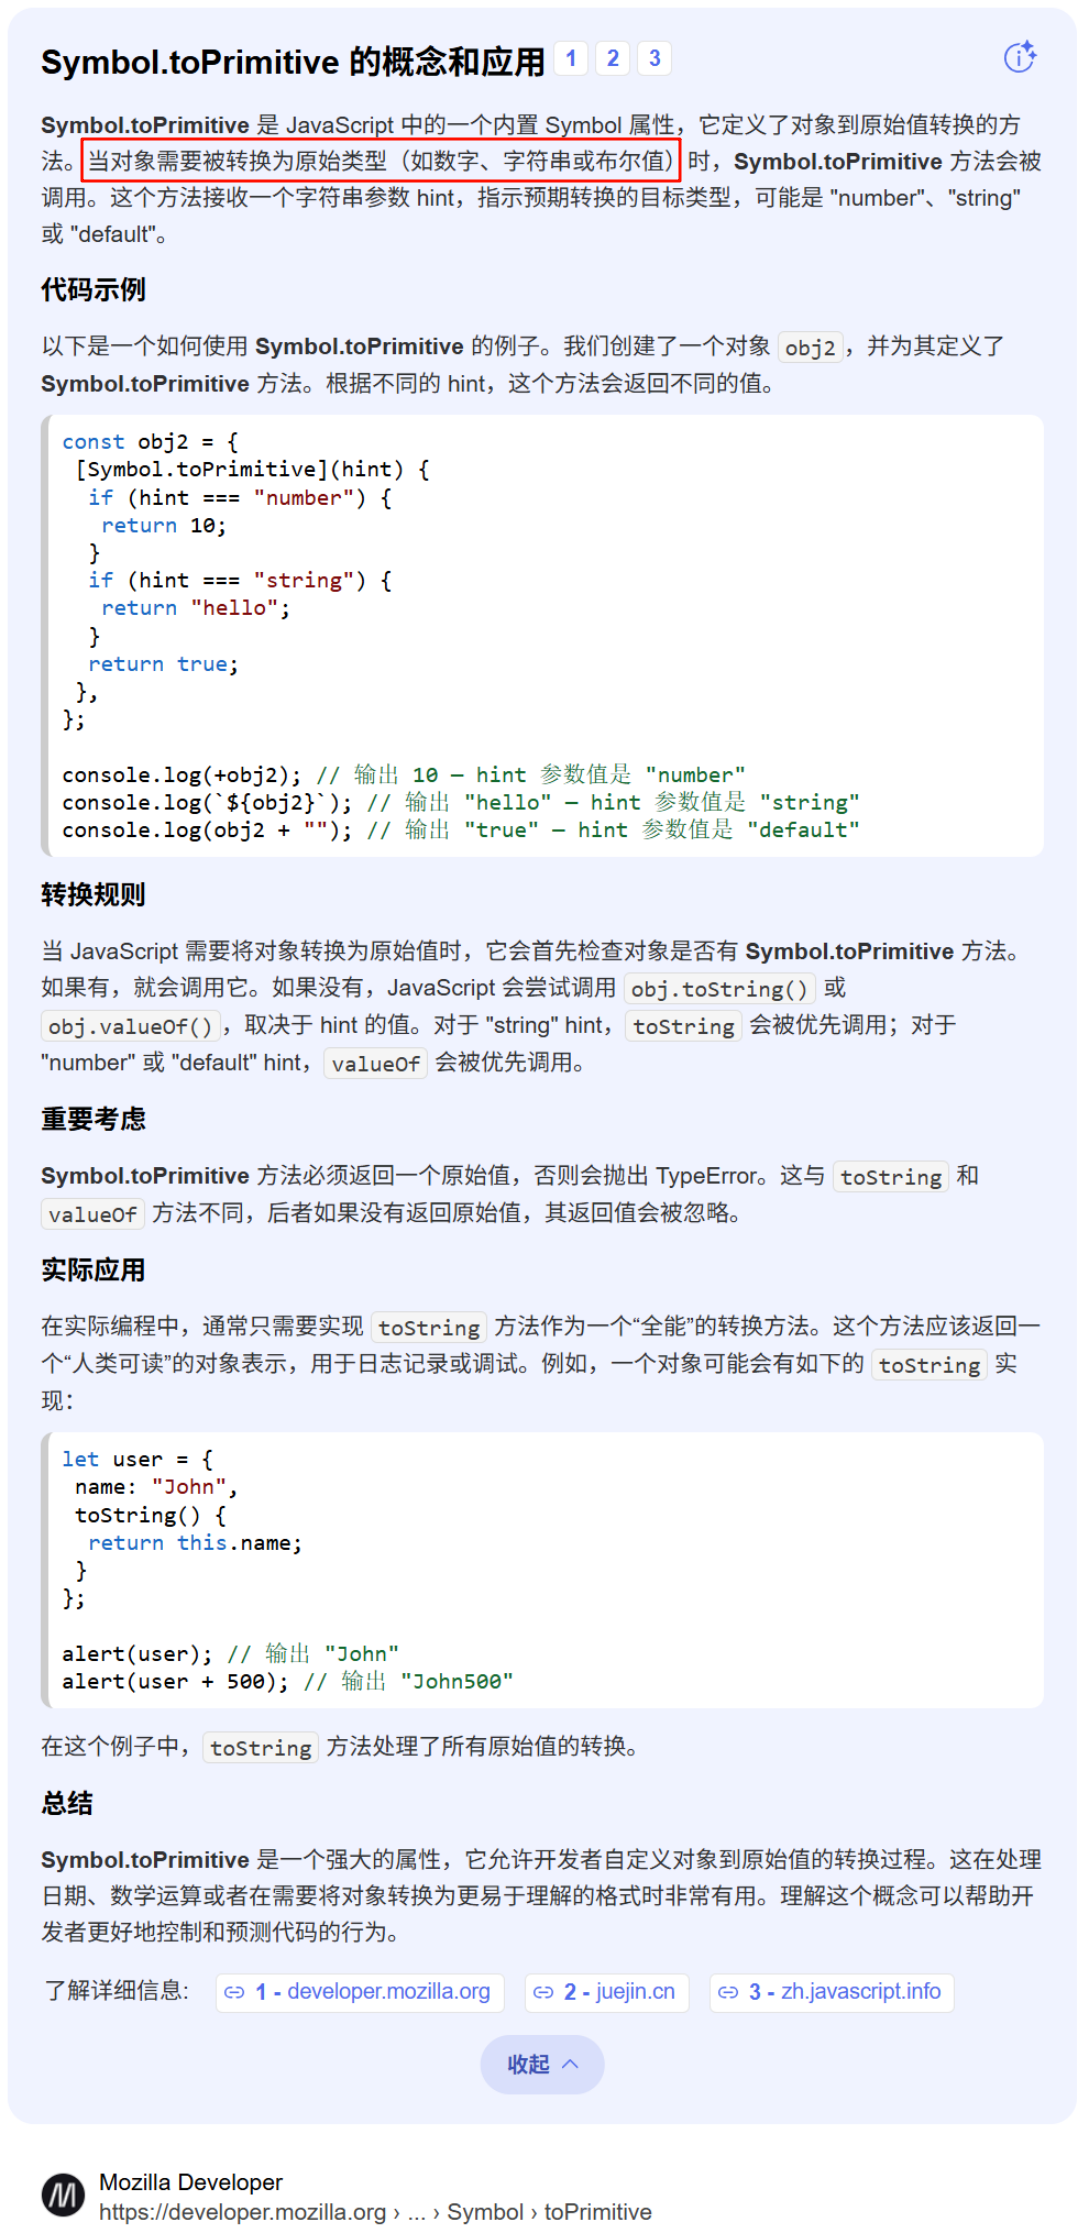 Symbol.toPrimitive 的概念和应用 1 2 3
Symbol.toPrimitive 是 JavaScript 中的一个内置 Symbol 属性，它定义了对象到原始值转换的方
法。当对象需要被转换为原始类型（如数字、字符串或布尔值）时，Symbol.toPrimitive 方法会被
调用。这个方法接收一个字符串参数 hint，指示预期转换的目标类型，可能是 "number"、"string"
或 "default"。
代码示例
以下是一个如何使用 Symbol.toPrimitive 的例子。我们创建了一个对象 obj2，并为其定义了
Symbol.toPrimitive 方法。根据不同的 hint，这个方法会返回不同的值。
const obj2 = {
[Symbol.toPrimitive](hint) {
if (hint === "number") {
return 10;
}
if (hint === "string") {
return "hello";
}
return true;
},
};
console.log(+obj2); // 输出 10 — hint 参数值是 "number"
console.log(`${obj2}`); // 输出 "hello" — hint 参数值是 "string"
console.log(obj2 + ""); // 输出 "true" — hint 参数值是 "default"
转换规则
当 JavaScript 需要将对象转换为原始值时，它会首先检查对象是否有 Symbol.toPrimitive 方法。
如果有，就会调用它。如果没有，JavaScript 会尝试调用 obj.toString() 或
obj.valueOf()，取决于 hint 的值。对于 "string" hint，toString 会被优先调用；对于
"number" 或 "default" hint，valueOf 会被优先调用。
重要考虑
Symbol.toPrimitive 方法必须返回一个原始值，否则会抛出 TypeError。这与 toString 和
valueOf 方法不同，后者如果没有返回原始值，其返回值会被忽略。
实际应用
在实际编程中，通常只需要实现 toString 方法作为一个“全能”的转换方法。这个方法应该返回一
个“人类可读”的对象表示，用于日志记录或调试。例如，一个对象可能会有如下的 toString 实
现：
let user = {
name: "John",
toString() {
return this.name;
}
};
alert(user); // 输出 "John"
alert(user + 500); // 输出 "John500"
在这个例子中，toString 方法处理了所有原始值的转换。
总结
Symbol.toPrimitive 是一个强大的属性，它允许开发者自定义对象到原始值的转换过程。这在处理
日期、数学运算或者在需要将对象转换为更易于理解的格式时非常有用。理解这个概念可以帮助开
发者更好地控制和预测代码的行为。
了解详细信息: 1 - developer.mozilla.org 2 - juejin.cn 3 - zh.javascript.info
收起
Mozilla Developer
https://developer.mozilla.org › ... › Symbol › toPrimitive